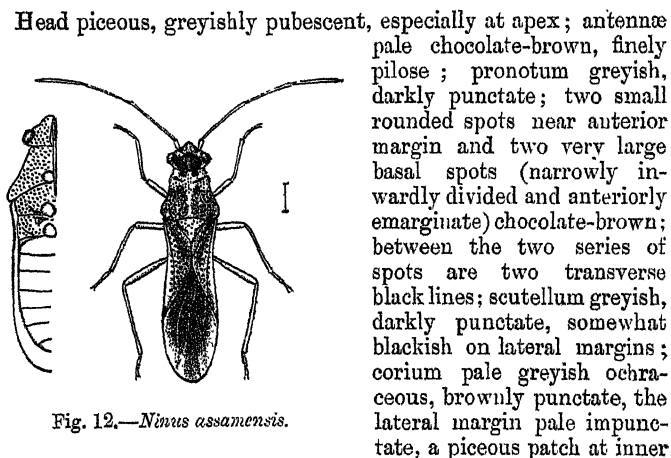 Head piceous, greyishly pubescent, especially at apex; antennæ
pale chocolate-brown, finely
pilose ; pronotum greyish,
darkly punctate; two small
rounded spots near anterior
margin and two very large
basal spots (narrowly in-
wardly divided and anteriorly
emarginate) chocolate-brown;
between the two series of
spots are two transverse
black lines; scutellum greyish,
darkly punctate, somewhat
blackish on lateral margins;
corium pale greyish ochra-
ceous, brownly punctate, the
lateral margin pale impunc-
tate, a piceous patch at inner
Fig. 12.—Ninus assamensis.